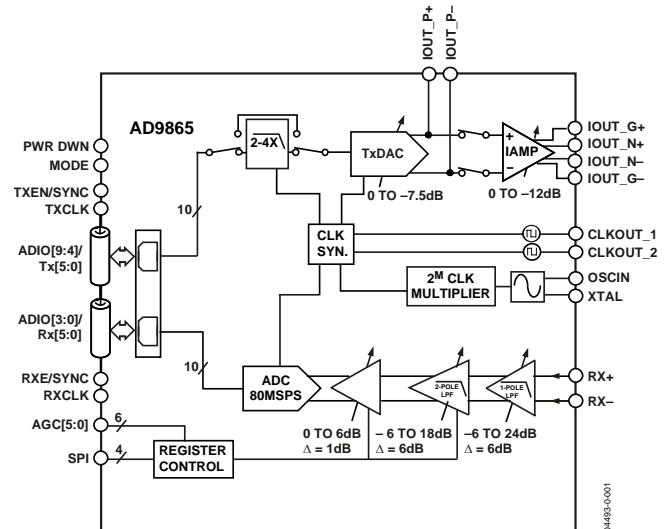 IOUT_P+
IOUT_P–
AD9865
PWR DWN
MODE
TXEN/SYNC
TXCLK
ADIO[9:4]/
Tx[5:0]
ADIO[3:0]/
Rx[5:0]
RXE/SYNC
RXCLK
AGC[5:0]
SPI
10
10
6
4
2-4X
TxDAC
0 TO –7.5dB
+
–
IAMP
0 TO –12dB
IOUT_G+
IOUT_N+
IOUT_N–
IOUT_G–
CLK
SYN.
CLKOUT_1
CLKOUT_2
2M CLK
MULTIPLIER
OSCIN
XTAL
ADC
80MSPS
2-POLE
LPF
1-POLE
LPF
RX+
RX–
0 TO 6dB
Δ = 1dB
– 6 TO 18dB
Δ = 6dB
–6 TO 24dB
Δ = 6dB
REGISTER
CONTROL
04493-0-001